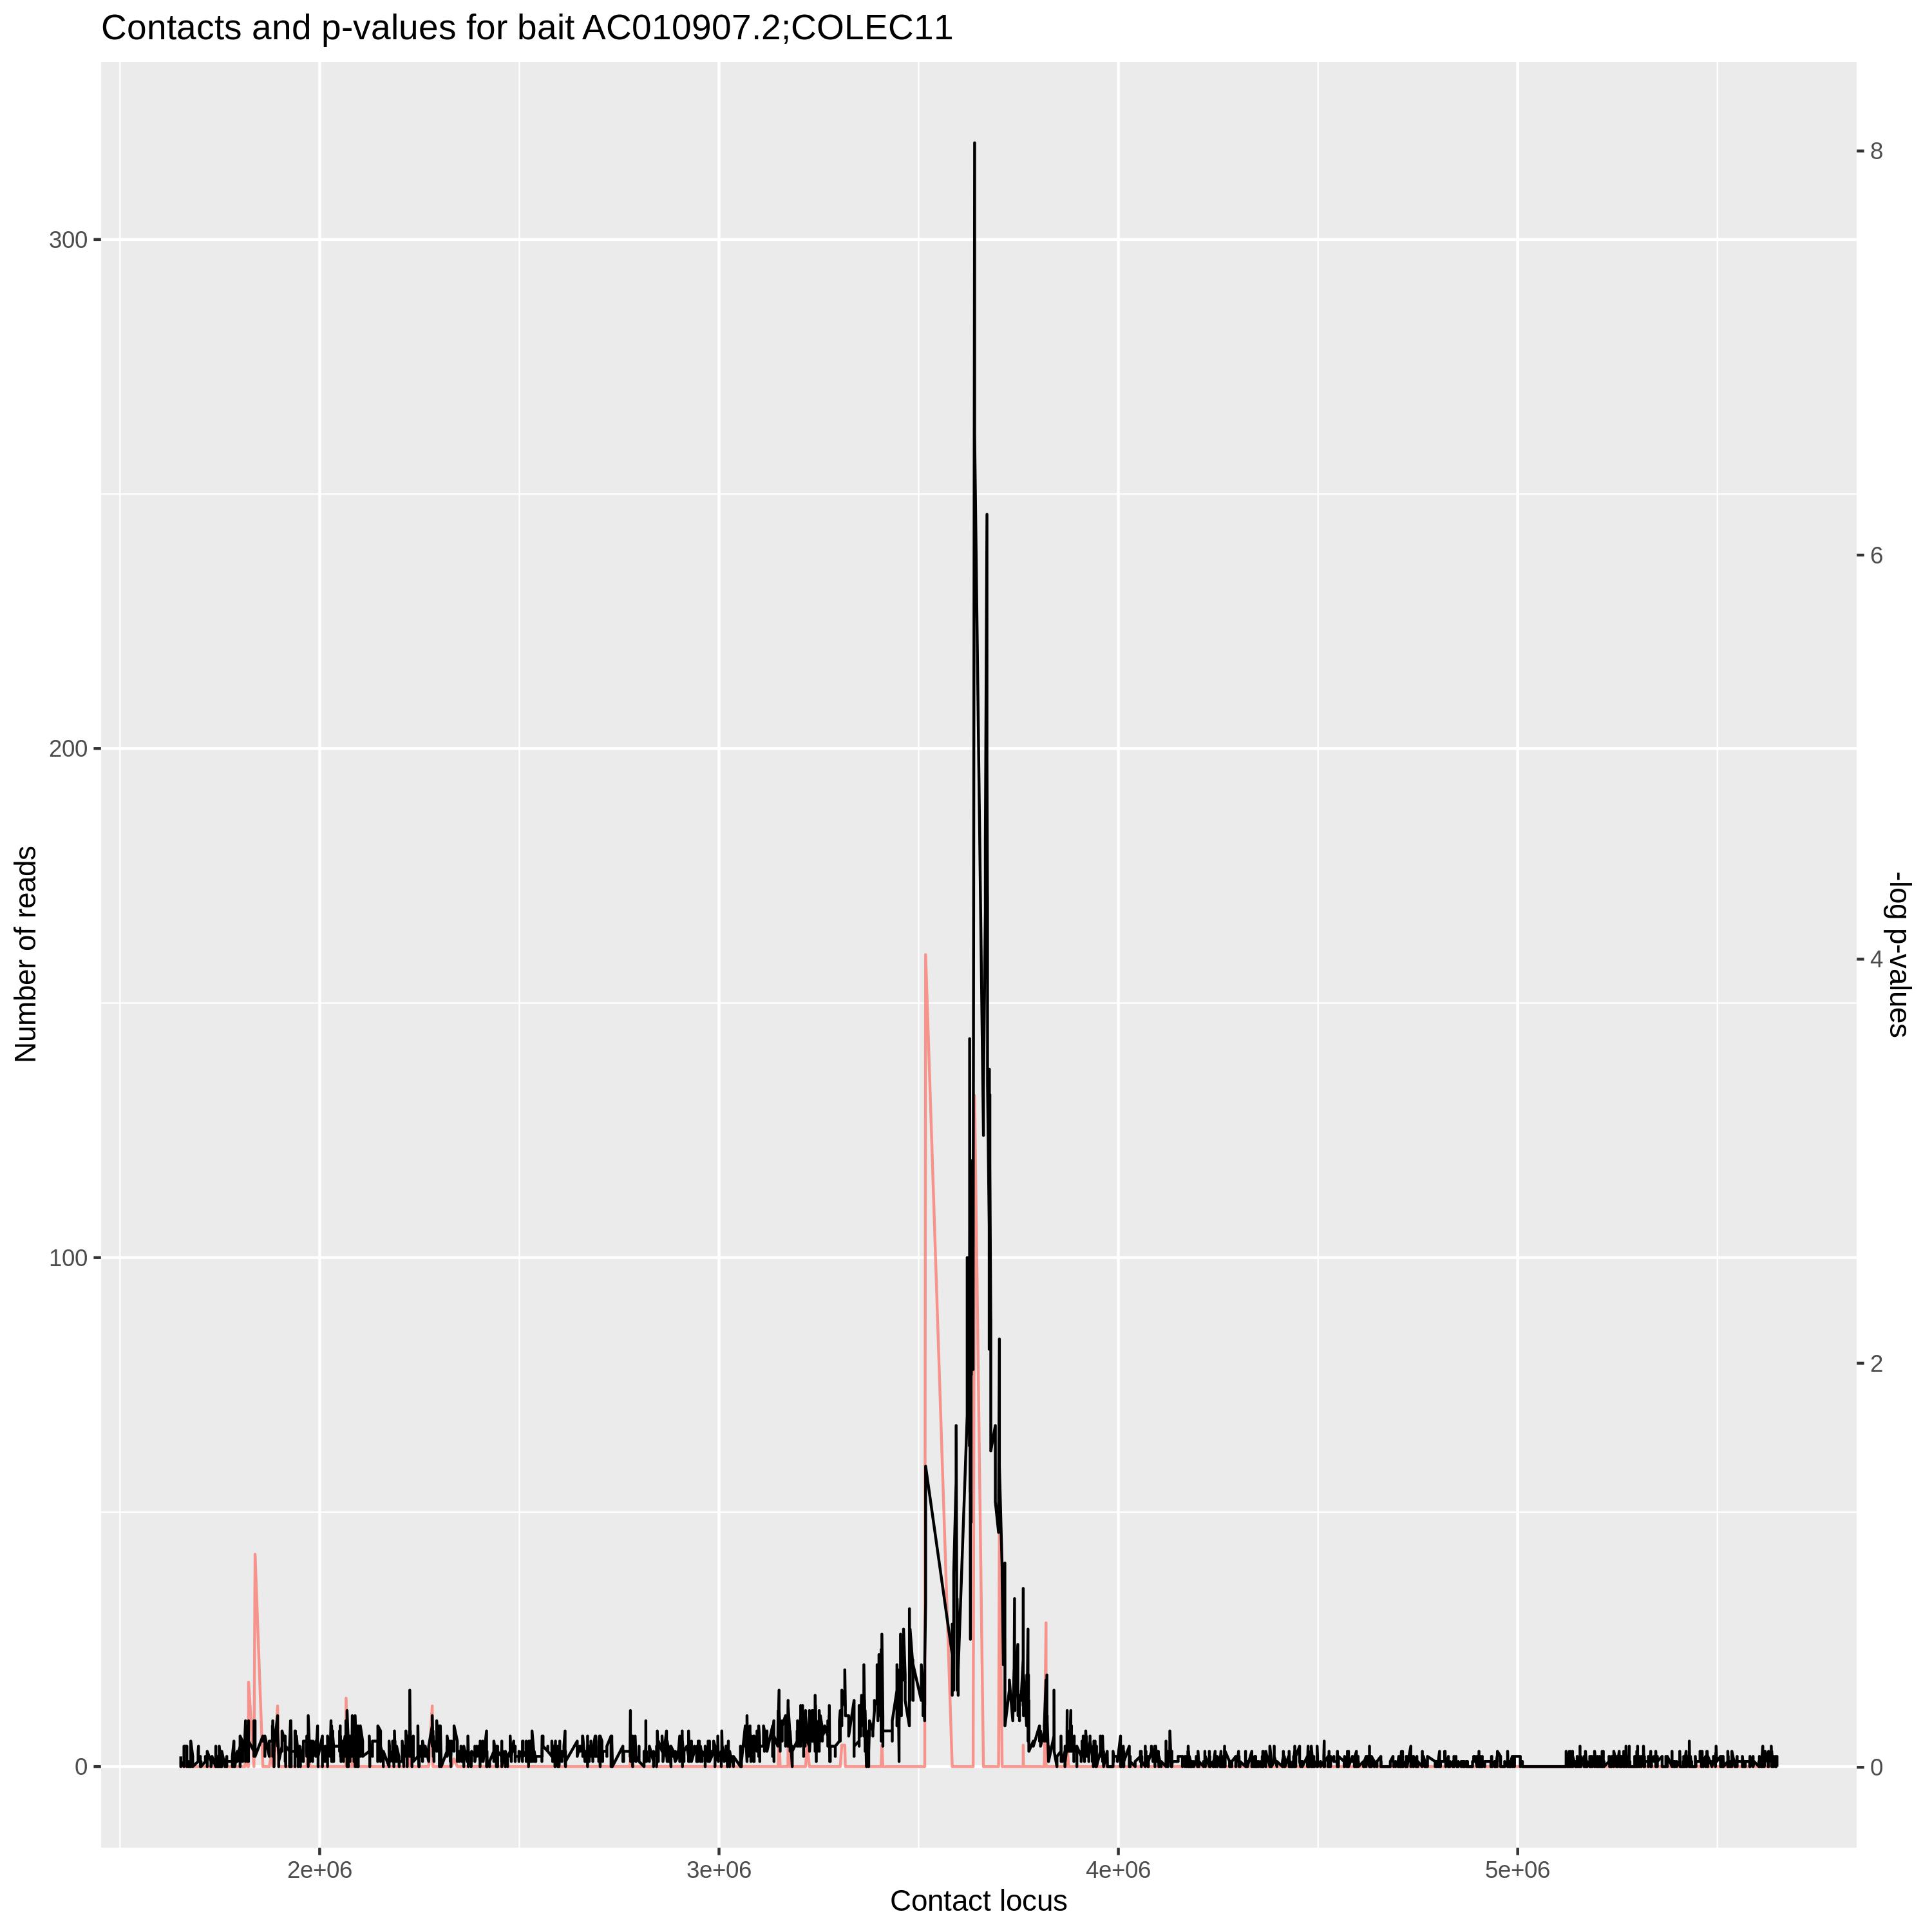 Contacts and p-values for bait AC010907.2;COLEC11
Number of reads
300
200
100
0
8
6
4
2
0
-log p-values
2e+06
3e+06
4e+06
5e+06
Contact locus